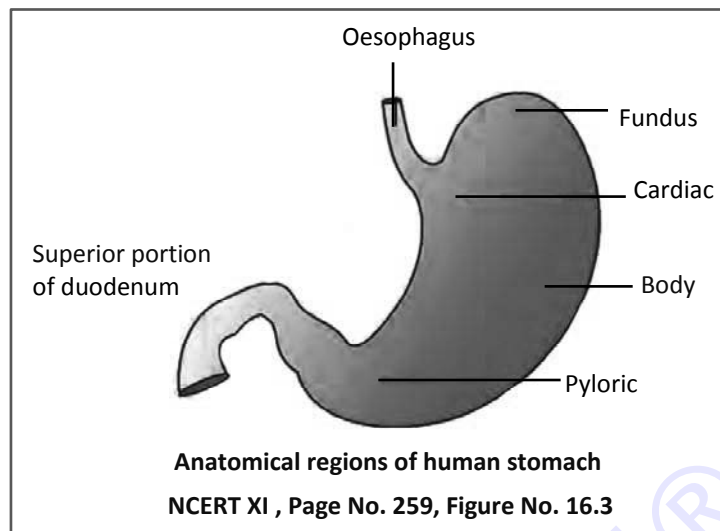 Oesophagus
Fundus
Cardiac
Superior portion
of duodenum
Body
Pyloric
Anatomical regions of human stomach
NCERT XI , Page No. 259, Figure No. 16.3
®